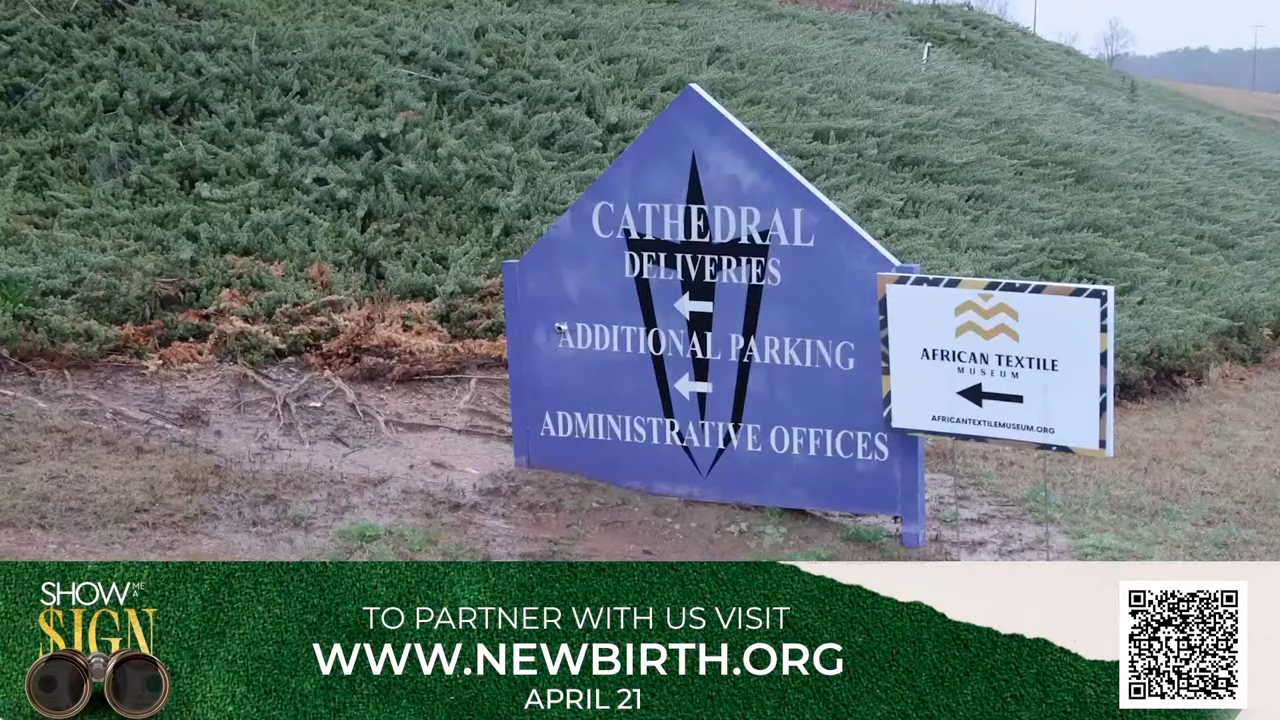 CATHEDRAL
DELIVERIES
ADDITIONAL PARKING
ADMINISTRATIVE OFFICES
AFRICAN TEXTILE
MUSEUM
AFRICANTEXTILEMUSEUM.ORG
SHOW ME A
SIGN
TO PARTNER WITH US VISIT
WWW.NEWBIRTH.ORG
APRIL 21